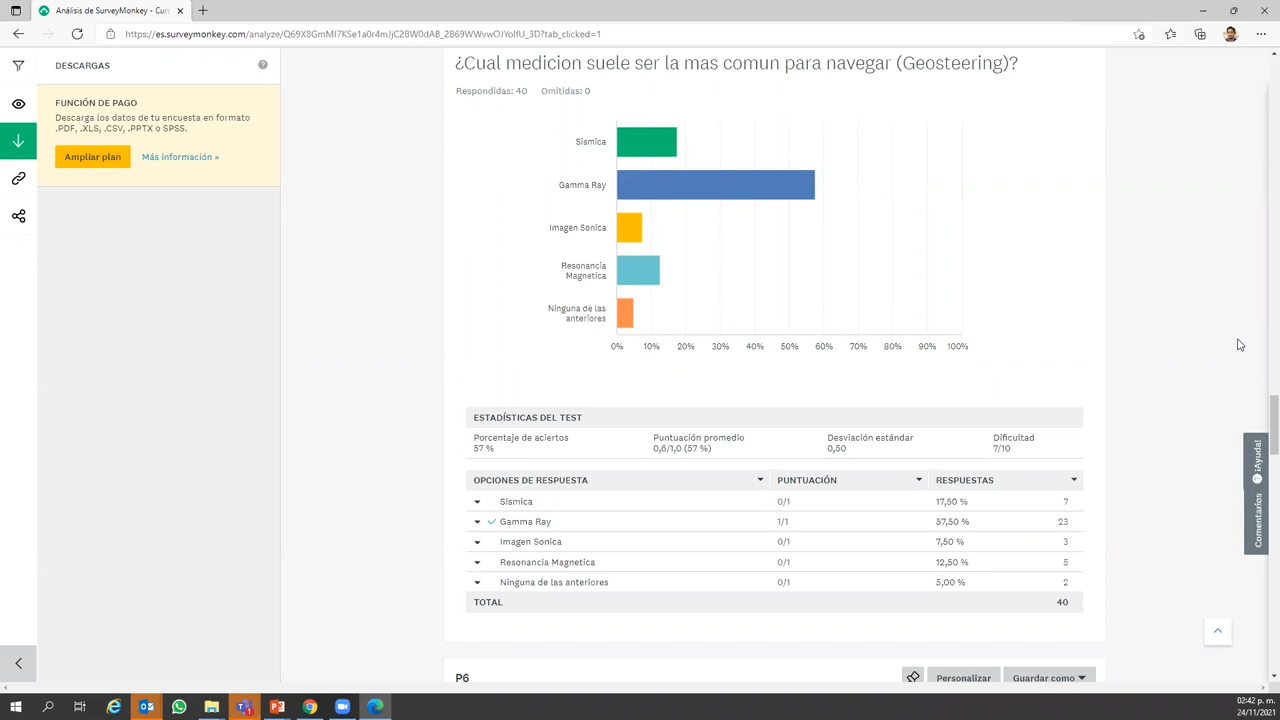 Análisis de SurveyMonkey - Curs
https://es.surveymonkey.com/analyze/Q69X8GmMI7KSe1a0r4mJjC2BW0dAB_2B69WWvwOJYolfU_3D?tab_clicked=1
DESCARGAS
FUNCIÓN DE PAGO
Descarga los datos de tu encuesta en formato
.PDF, .XLS, .CSV, .PPTX o SPSS.
Ampliar plan
Más información »
¿Cual medicion suele ser la mas comun para navegar (Geosteering)?
Respondidas: 40 Omitidas: 0
Sismica
Gamma Ray
Imagen Sonica
Resonancia
Magnetica
Ninguna de las
anteriores
0% 10% 20% 30% 40% 50% 60% 70% 80% 90% 100%
ESTADÍSTICAS DEL TEST
Porcentaje de aciertos Puntuación promedio Desviación estándar Dificultad
57 % 0,6/1,0 (57 %) 0,50 7/10
OPCIONES DE RESPUESTA PUNTUACIÓN RESPUESTAS
Sismica 0/1 17,50 % 7
Gamma Ray 1/1 57,50 % 23
Imagen Sonica 0/1 7,50 % 3
Resonancia Magnetica 0/1 12,50 % 5
Ninguna de las anteriores 0/1 5,00 % 2
TOTAL 40
P6
Personalizar
Guardar como
¡Ayuda!
Comentarios
02:42 p. m.
24/11/2021